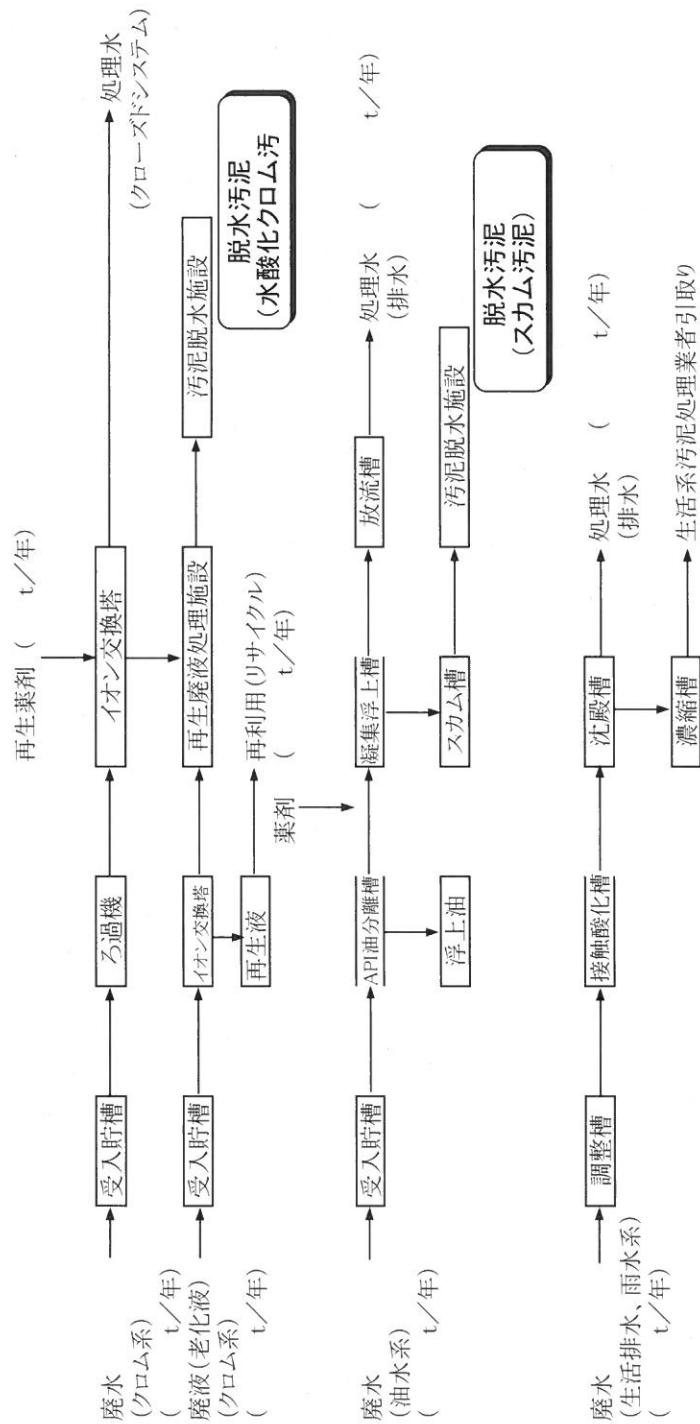 再生薬剤 (　　t／年)
廃水
(クロム系)
(　　t／年)
受入貯槽
ろ過機
イオン交換塔
処理水
(クローズドシステム)
廃液(老化液)
(クロム系)
(　　t／年)
受入貯槽
イオン交換塔
再生廃液処理施設
汚泥脱水施設
脱水汚泥
(水酸化クロム汚
再生液
再利用(リサイクル)
(　　t／年)
薬剤
廃水
(油水系)
(　　t／年)
受入貯槽
API油分離槽
凝集浮上槽
放流槽
処理水　(　　t／年)
(排水)
浮上油
スカム槽
汚泥脱水施設
脱水汚泥
(スカム汚泥)
廃水
(生活排水、雨水系)
(　　t／年)
調整槽
接触酸化槽
沈殿槽
処理水　(　　t／年)
(排水)
濃縮槽
生活系汚泥処理業者引取り